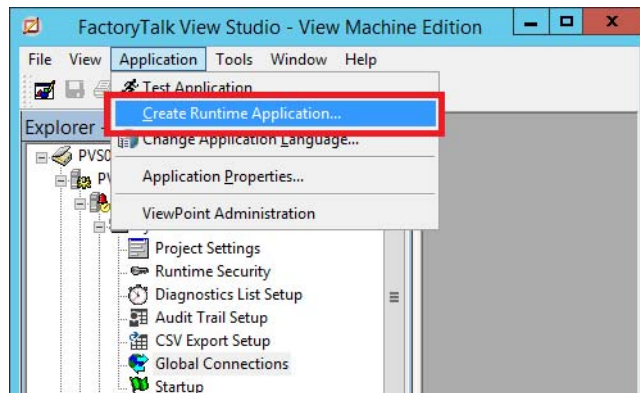 FactoryTalk View Studio - View Machine Edition
File View Application Tools Window Help
Test Application
Create Runtime Application...
Explorer -
Change Application Language...
PVS0
Application Properties...
ViewPoint Administration
Project Settings
Runtime Security
Diagnostics List Setup
Audit Trail Setup
CSV Export Setup
Global Connections
Startup